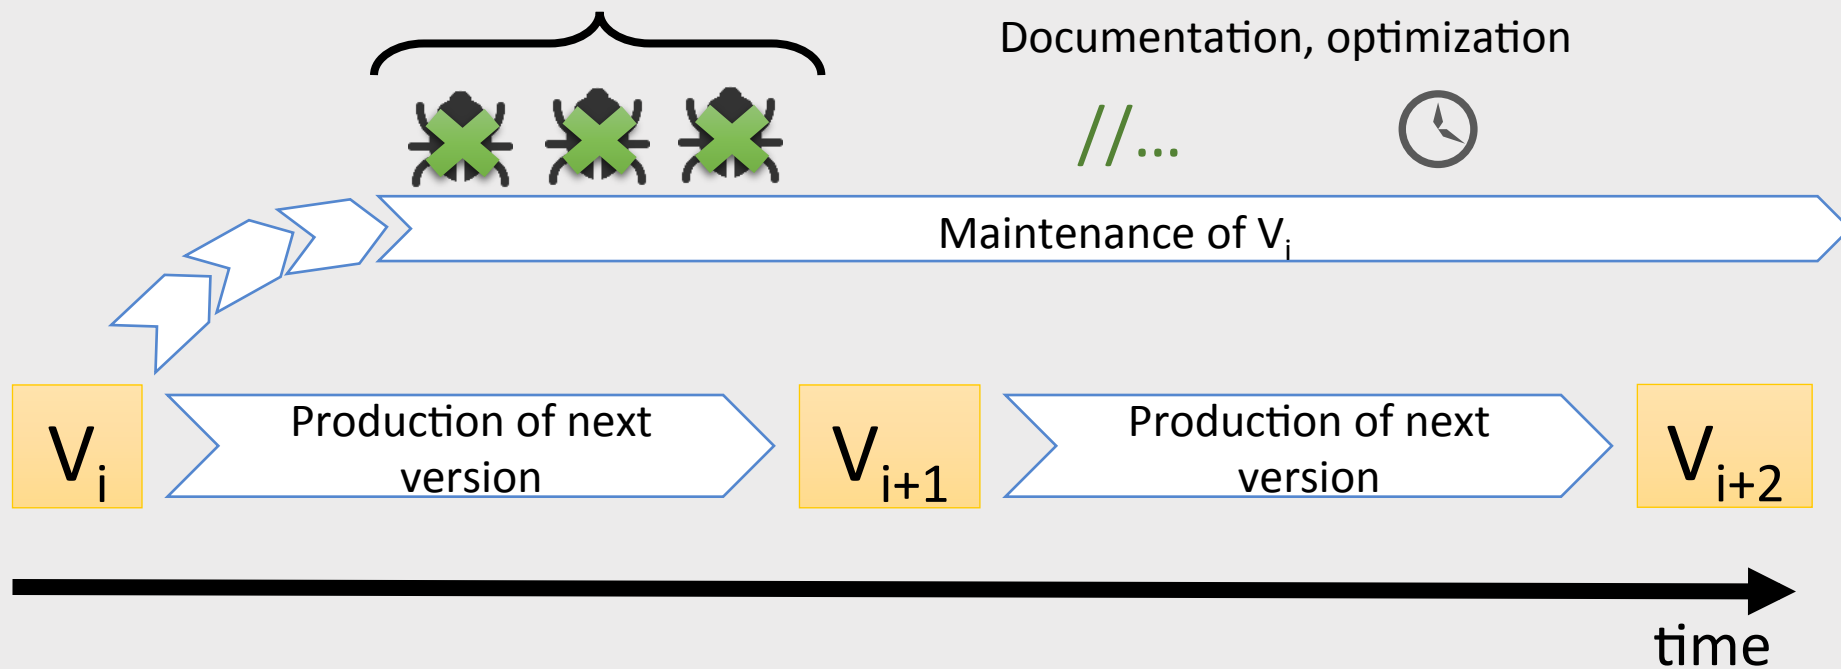 Documentation, optimization
//...
Maintenance of Vᵢ
Vᵢ
Production of next
version
Vᵢ₊₁
Production of next
version
Vᵢ₊₂
time